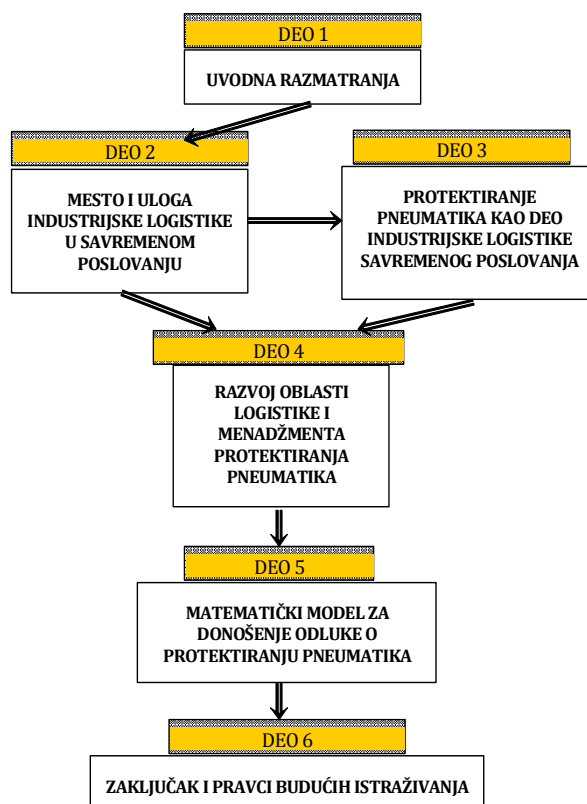 DEO 1
UVODNA RAZMATRANJA
DEO 2
MESTO I ULOGA
INDUSTRIJSKE LOGISTIKE
U SAVREMENOM
POSLOVANJU
DEO 3
PROTEKTIRANJE
PNEUMATIKA KAO DEO
INDUSTRIJSKE LOGISTIKE
SAVREMENOG POSLOVANJA
DEO 4
RAZVOJ OBLASTI
LOGISTIKE I
MENADŽMENTA
PROTEKTIRANJA
PNEUMATIKA
DEO 5
MATEMATIČKI MODEL ZA
DONOŠENJE ODLUKE O
PROTEKTIRANJU PNEUMATIKA
DEO 6
ZAKLJUČAK I PRAVCI BUDUĆIH ISTRAŽIVANJA